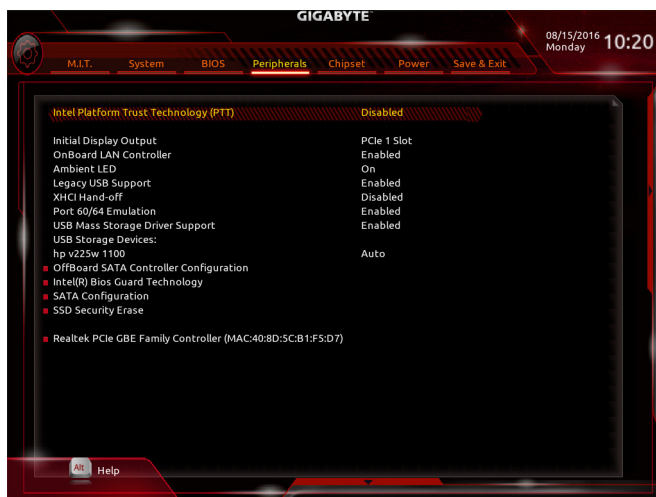 GIGABYTE
08/15/2016
Monday
10:20
M.I.T. System BIOS Peripherals Chipset Power Save & Exit
Intel Platform Trust Technology (PTT) Disabled
Initial Display Output PCIe 1 Slot
OnBoard LAN Controller Enabled
Ambient LED On
Legacy USB Support Enabled
XHCI Hand-off Disabled
Port 60/64 Emulation Enabled
USB Mass Storage Driver Support Enabled
USB Storage Devices:
hp v225w 1100 Auto
OffBoard SATA Controller Configuration
Intel(R) Bios Guard Technology
SATA Configuration
SSD Security Erase
Realtek PCIe GBE Family Controller (MAC:40:8D:5C:B1:F5:D7)
Alt Help